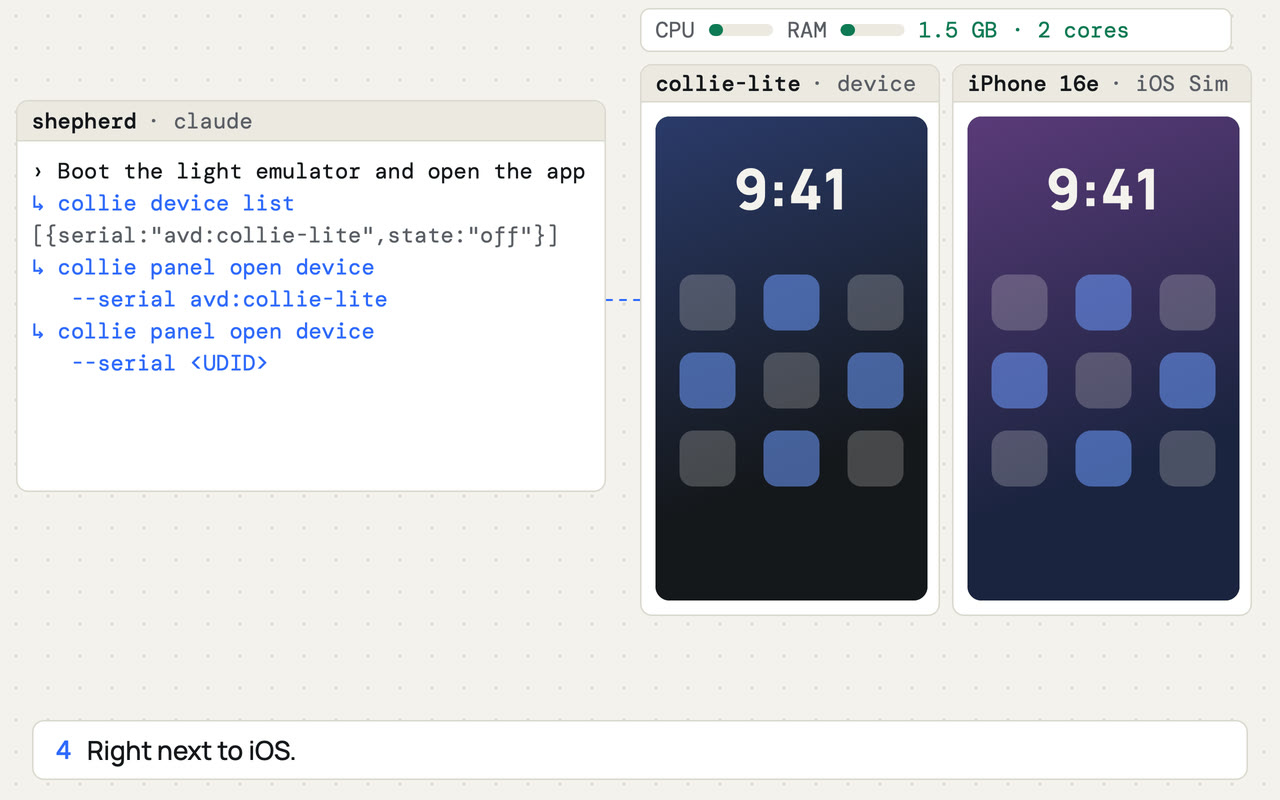 CPU RAM 1.5 GB · 2 cores
shepherd · claude
› Boot the light emulator and open the app
↳ collie device list
[{serial:"avd:collie-lite",state:"off"}]
↳ collie panel open device
--serial avd:collie-lite
↳ collie panel open device
--serial <UDID>
collie-lite · device
9:41
iPhone 16e · iOS Sim
9:41
4 Right next to iOS.